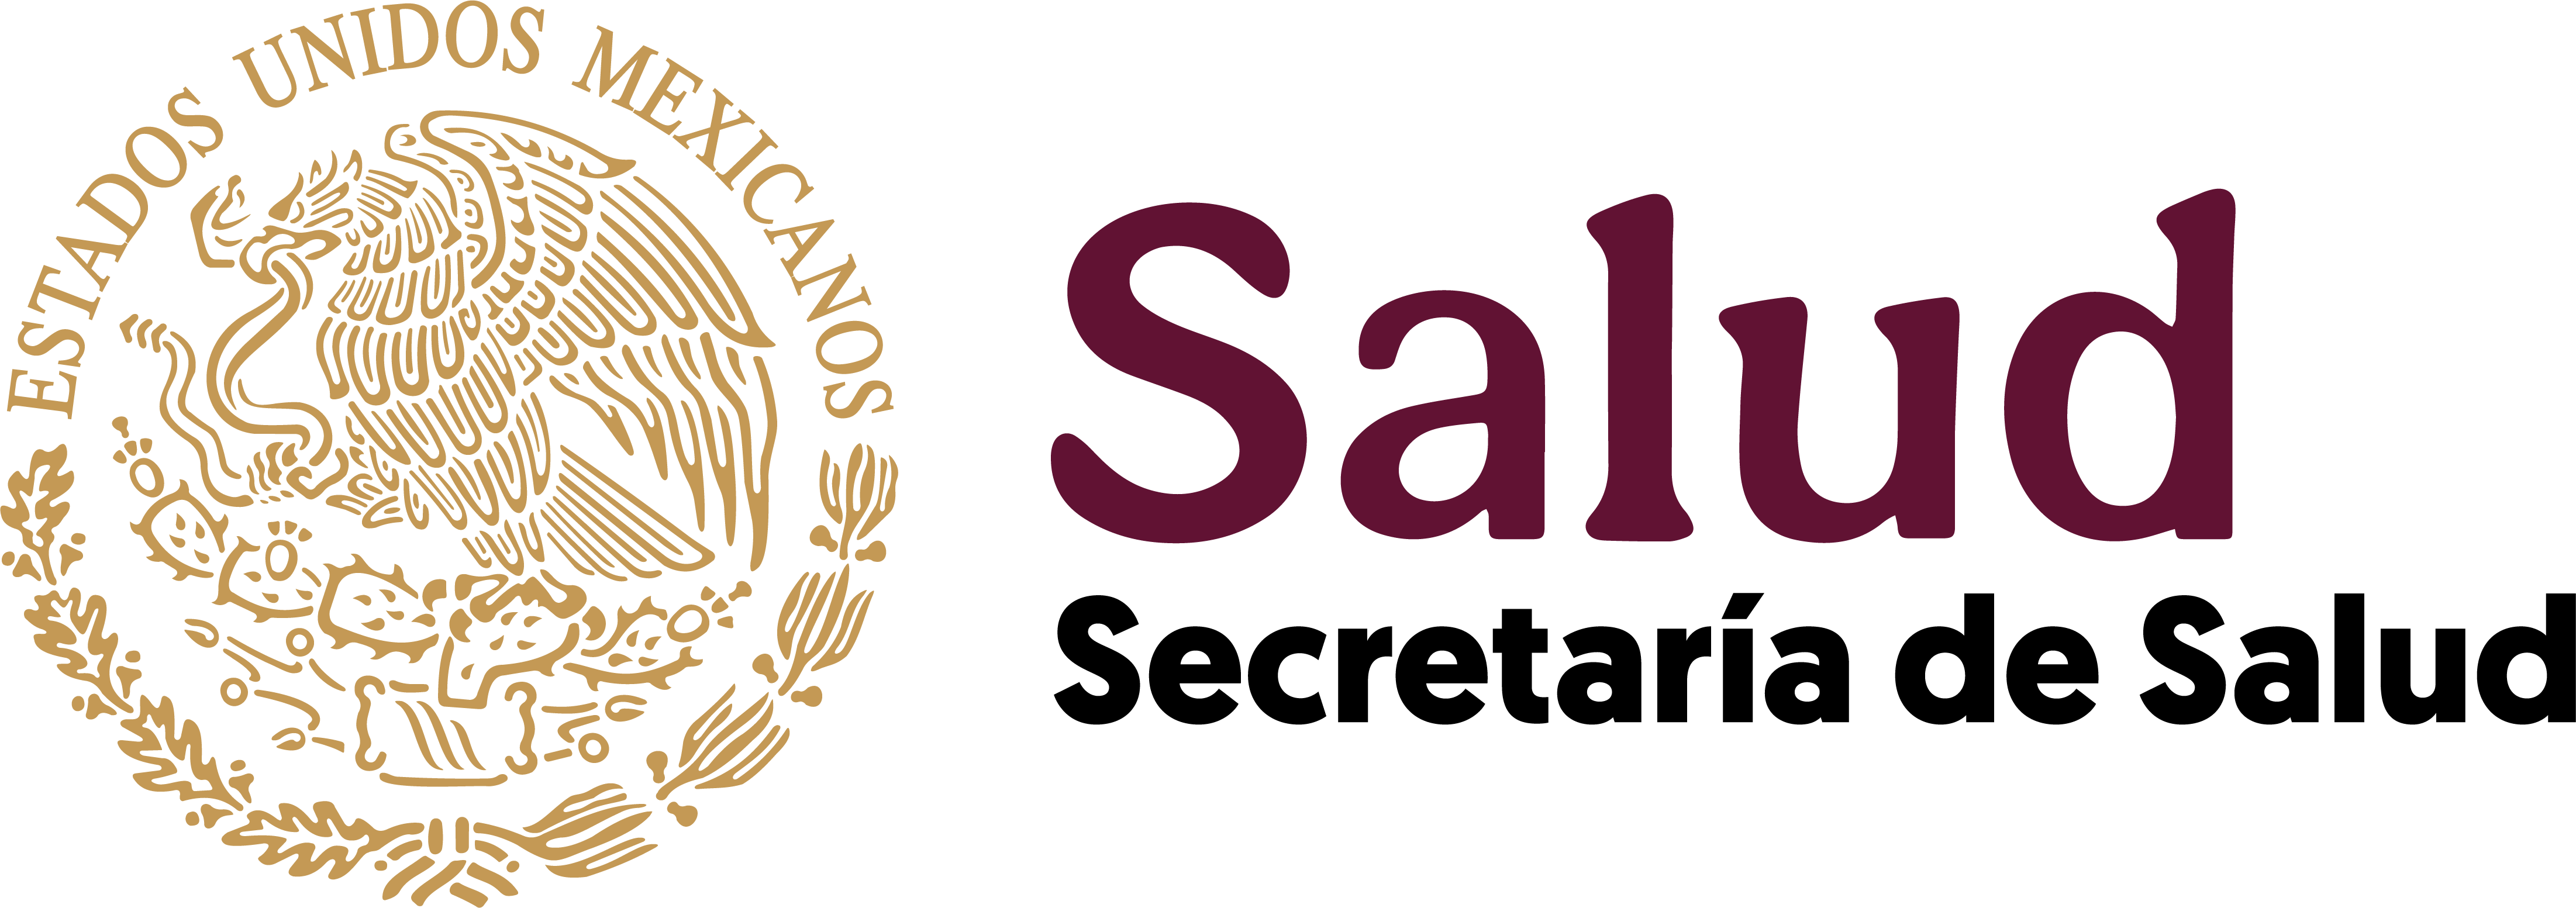 ESTADOS UNIDOS MEXICANOS
Salud
Secretaría de Salud